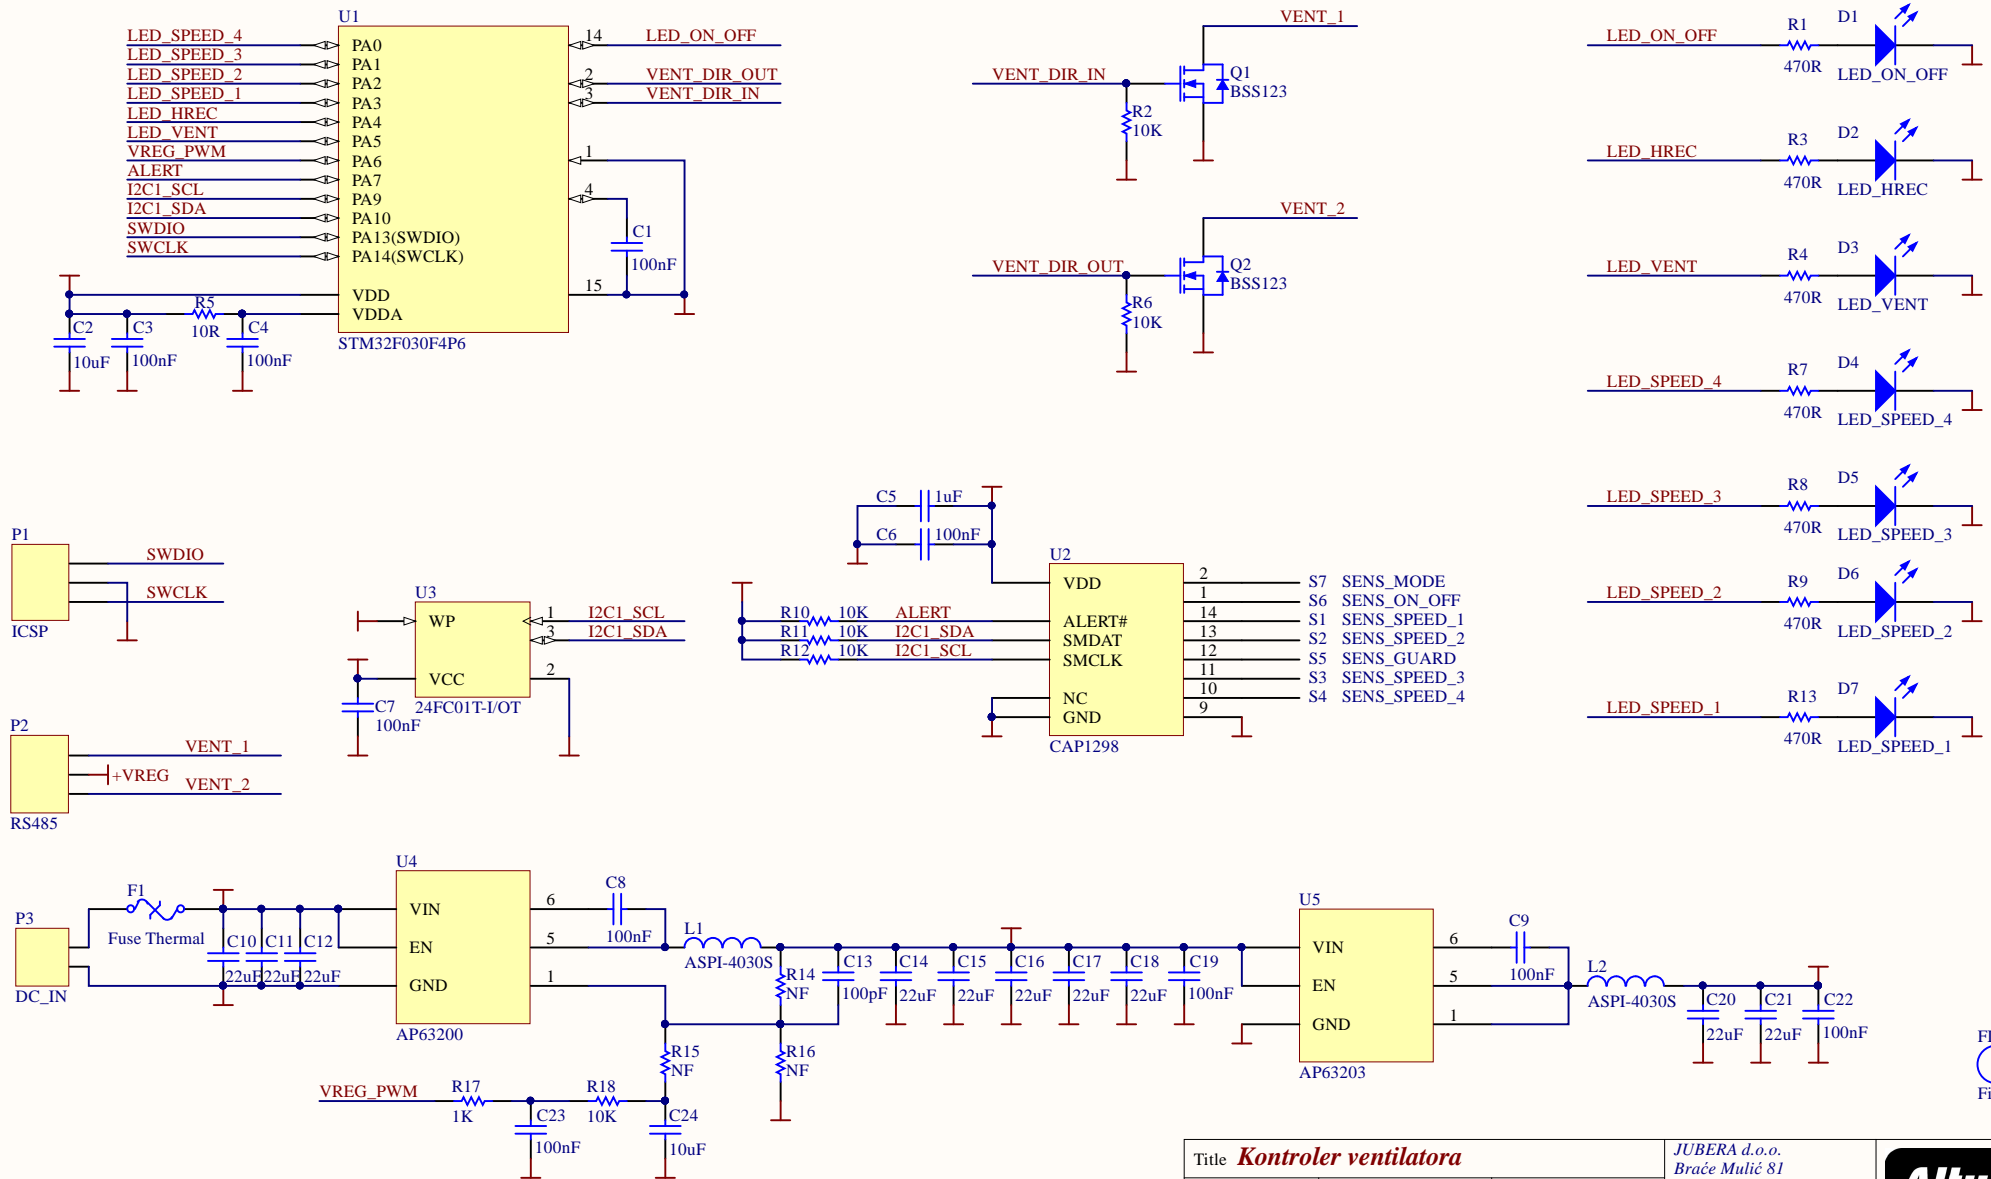 U1
LED_SPEED_4
LED_SPEED_3
LED_SPEED_2
LED_SPEED_1
LED_HREC
LED_VENT
VREG_PWM
ALERT
I2C1_SCL
I2C1_SDA
SWDIO
SWCLK
PA0
PA1
PA2
PA3
PA4
PA5
PA6
PA7
PA9
PA10
PA13(SWDIO)
PA14(SWCLK)
VDD
VDDA
14 LED_ON_OFF
2 VENT_DIR_OUT
3 VENT_DIR_IN
1
4
15
C1
100nF
STM32F030F4P6
R5
10R
C2
10uF
C3
100nF
C4
100nF
VENT_1
VENT_DIR_IN
Q1
BSS123
R2
10K
VENT_2
VENT_DIR_OUT
Q2
BSS123
R6
10K
LED_ON_OFF
R1
470R
D1
LED_ON_OFF
LED_HREC
R3
470R
D2
LED_HREC
LED_VENT
R4
470R
D3
LED_VENT
LED_SPEED_4
R7
470R
D4
LED_SPEED_4
LED_SPEED_3
R8
470R
D5
LED_SPEED_3
LED_SPEED_2
R9
470R
D6
LED_SPEED_2
LED_SPEED_1
R13
470R
D7
LED_SPEED_1
P1
SWDIO
SWCLK
ICSP
P2
VENT_1
+VREG
VENT_2
RS485
U3
WP
VCC
1 I2C1_SCL
3 I2C1_SDA
2
24FC01T-I/OT
C7
100nF
C5 1uF
C6 100nF
U2
VDD
ALERT#
SMDAT
SMCLK
NC
GND
CAP1298
R10 10K ALERT
R11 10K I2C1_SDA
R12 10K I2C1_SCL
2 S7 SENS_MODE
1 S6 SENS_ON_OFF
14 S1 SENS_SPEED_1
13 S2 SENS_SPEED_2
12 S5 SENS_GUARD
11 S3 SENS_SPEED_3
10 S4 SENS_SPEED_4
9
P3
DC_IN
F1
Fuse Thermal
C10
22uF
C11
22uF
C12
22uF
U4
VIN
EN
GND
6
5
1
AP63200
C8
100nF
L1
ASPI-4030S
R14
NF
C13
100pF
C14
22uF
C15
22uF
C16
22uF
C17
22uF
C18
22uF
C19
100nF
R15
NF
R16
NF
VREG_PWM
R17
1K
C23
100nF
R18
10K
C24
10uF
U5
VIN
EN
GND
6
5
1
AP63203
C9
100nF
L2
ASPI-4030S
C20
22uF
C21
22uF
C22
100nF
Title Kontroler ventilatora
JUBERA d.o.o.
Braće Mulić 81